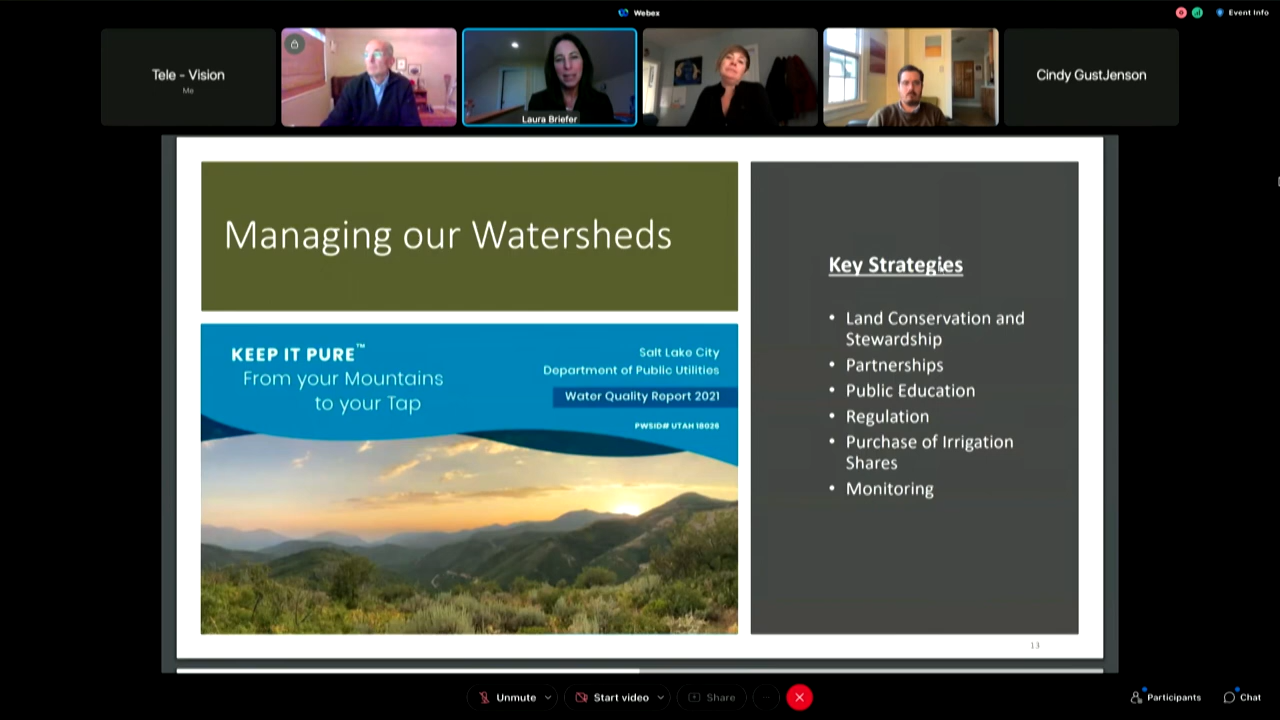 Webex
Event Info
Tele - Vision
Me
Laura Briefer
Cindy GustJenson
Managing our Watersheds
KEEP IT PURE™
From your Mountains
to your Tap
Salt Lake City
Department of Public Utilities
Water Quality Report 2021
PWSID# UTAH 18026
Key Strategies
• Land Conservation and
Stewardship
• Partnerships
• Public Education
• Regulation
• Purchase of Irrigation
Shares
• Monitoring
13
Unmute
Start video
Share
Participants
Chat